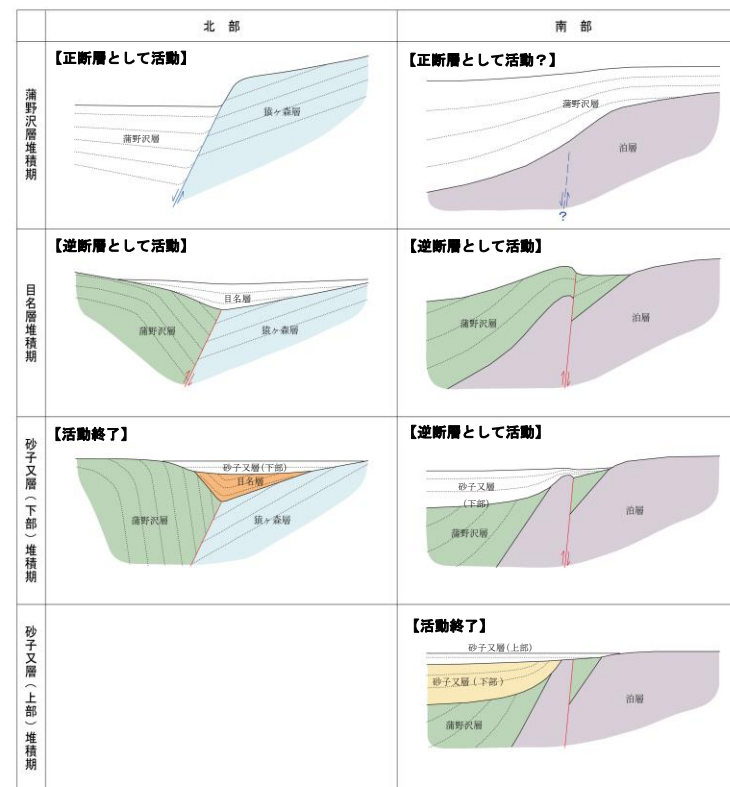 北 部
南 部
蒲野沢層堆積期
【正断層として活動】
猿ヶ森層
蒲野沢層
【正断層として活動?】
蒲野沢層
泊層
?
目名層堆積期
【逆断層として活動】
目名層
蒲野沢層
猿ヶ森層
【逆断層として活動】
蒲野沢層
泊層
砂子又層(下部)堆積期
【活動終了】
砂子又層(下部)
目名層
蒲野沢層
猿ヶ森層
【逆断層として活動】
砂子又層
(下部)
蒲野沢層
泊層
砂子又層(上部)堆積期
【活動終了】
砂子又層(上部)
砂子又層(下部)
蒲野沢層
泊層